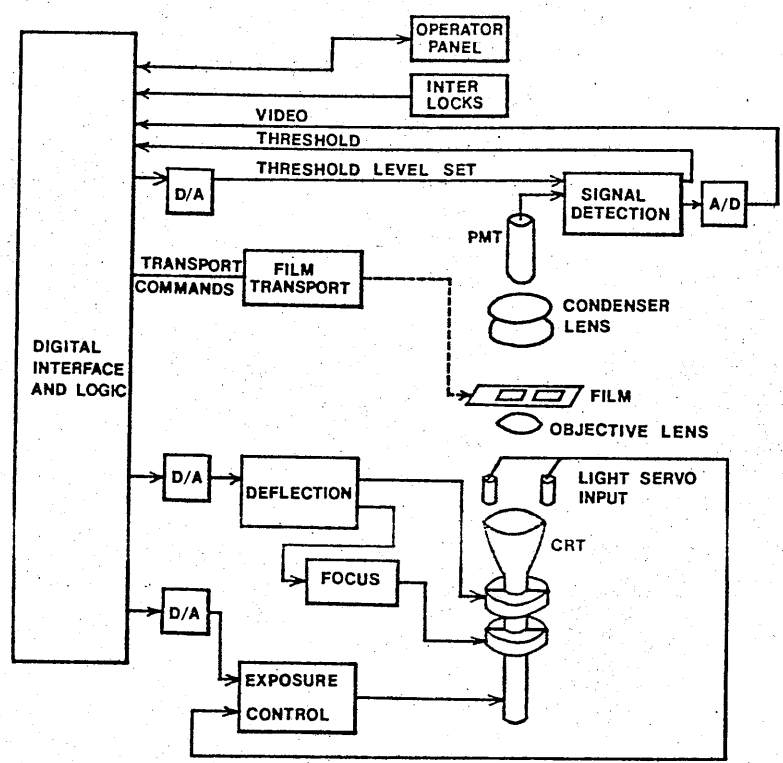 OPERATOR
PANEL
INTER
LOCKS
VIDEO
THRESHOLD
THRESHOLD LEVEL SET
D/A
SIGNAL
DETECTION
A/D
PMT
TRANSPORT
COMMANDS
FILM
TRANSPORT
CONDENSER
LENS
DIGITAL
INTERFACE
AND LOGIC
FILM
OBJECTIVE LENS
D/A
DEFLECTION
LIGHT SERVO
INPUT
CRT
FOCUS
D/A
EXPOSURE
CONTROL